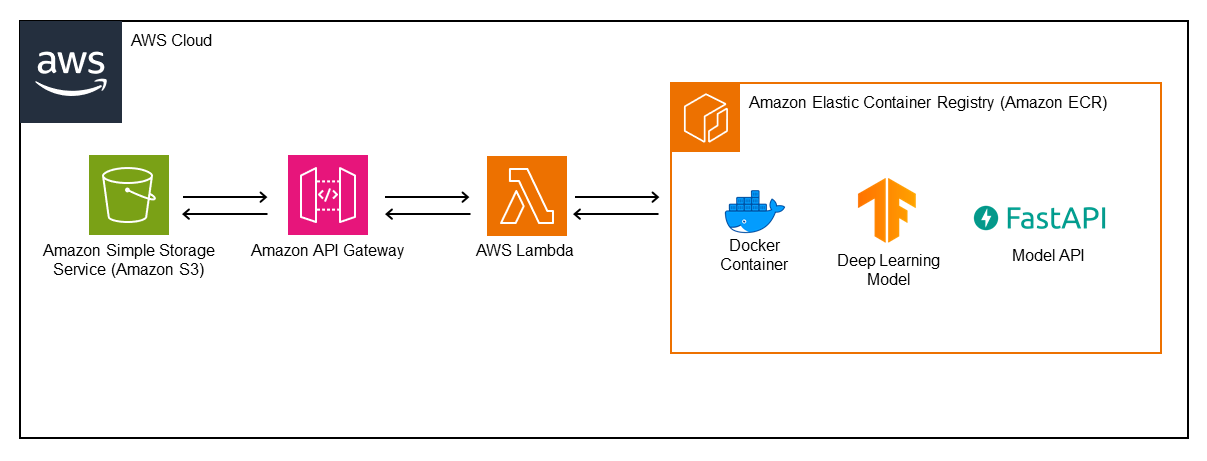 aws
AWS Cloud
Amazon Elastic Container Registry (Amazon ECR)
</>
Amazon Simple Storage
Service (Amazon S3)
Amazon API Gateway
AWS Lambda
Docker
Container
Deep Learning
Model
FastAPI
Model API